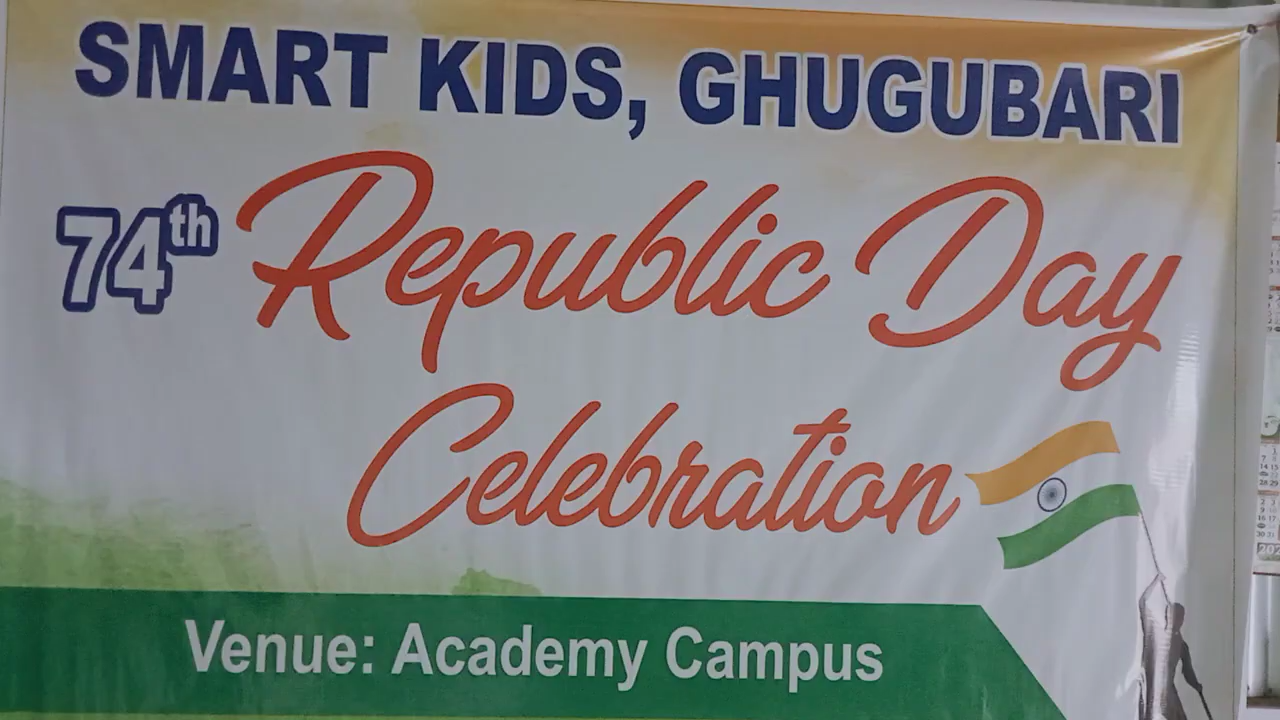 SMART KIDS, GHUGUBARI
74th Republic Day
Celebration
Venue: Academy Campus